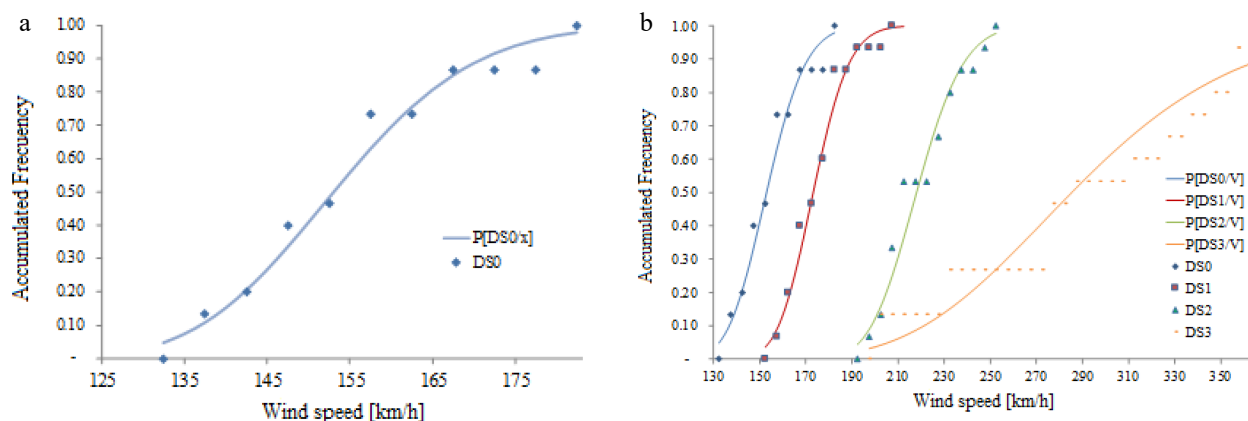 a
Accumulated Frecuency
1.00
0.90
0.80
0.70
0.60
0.50
0.40
0.30
0.20
0.10
-
125 135 145 155 165 175
Wind speed [km/h]
P[DS0/x]
DS0
b
Accumulated Frecuency
1.00
0.90
0.80
0.70
0.60
0.50
0.40
0.30
0.20
0.10
-
130 150 170 190 210 230 250 270 290 310 330 350
Wind speed [km/h]
P[DS0/V]
P[DS1/V]
P[DS2/V]
P[DS3/V]
DS0
DS1
DS2
DS3